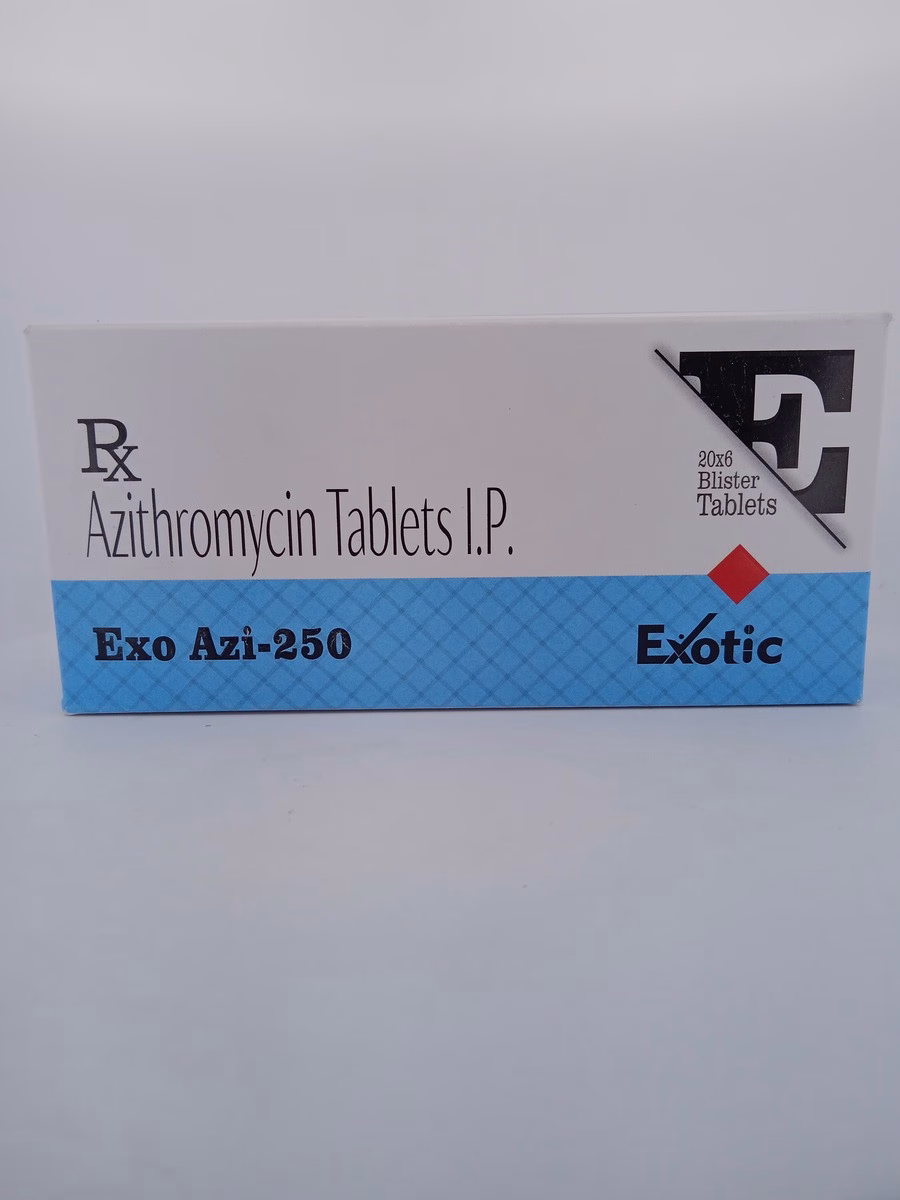 Rx
Azithromycin Tablets I.P.
Exo Azi-250
E
20x6
Blister
Tablets
Exotic